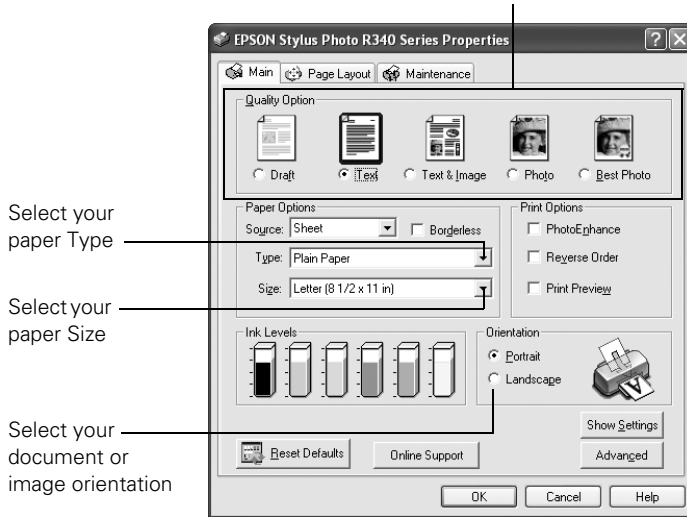 EPSON Stylus Photo R340 Series Properties
Main Page Layout Maintenance
Quality Option
Draft Text Text & Image Photo Best Photo
Select your
paper Type
Paper Options
Source: Sheet Borderless
Type: Plain Paper
Size: Letter (8 1/2 x 11 in)
Print Options
PhotoEnhance
Reverse Order
Print Preview
Select your
paper Size
Ink Levels
Orientation
Portrait
Landscape
Select your
document or
image orientation
Show Settings
Reset Defaults Online Support Advanced
OK Cancel Help